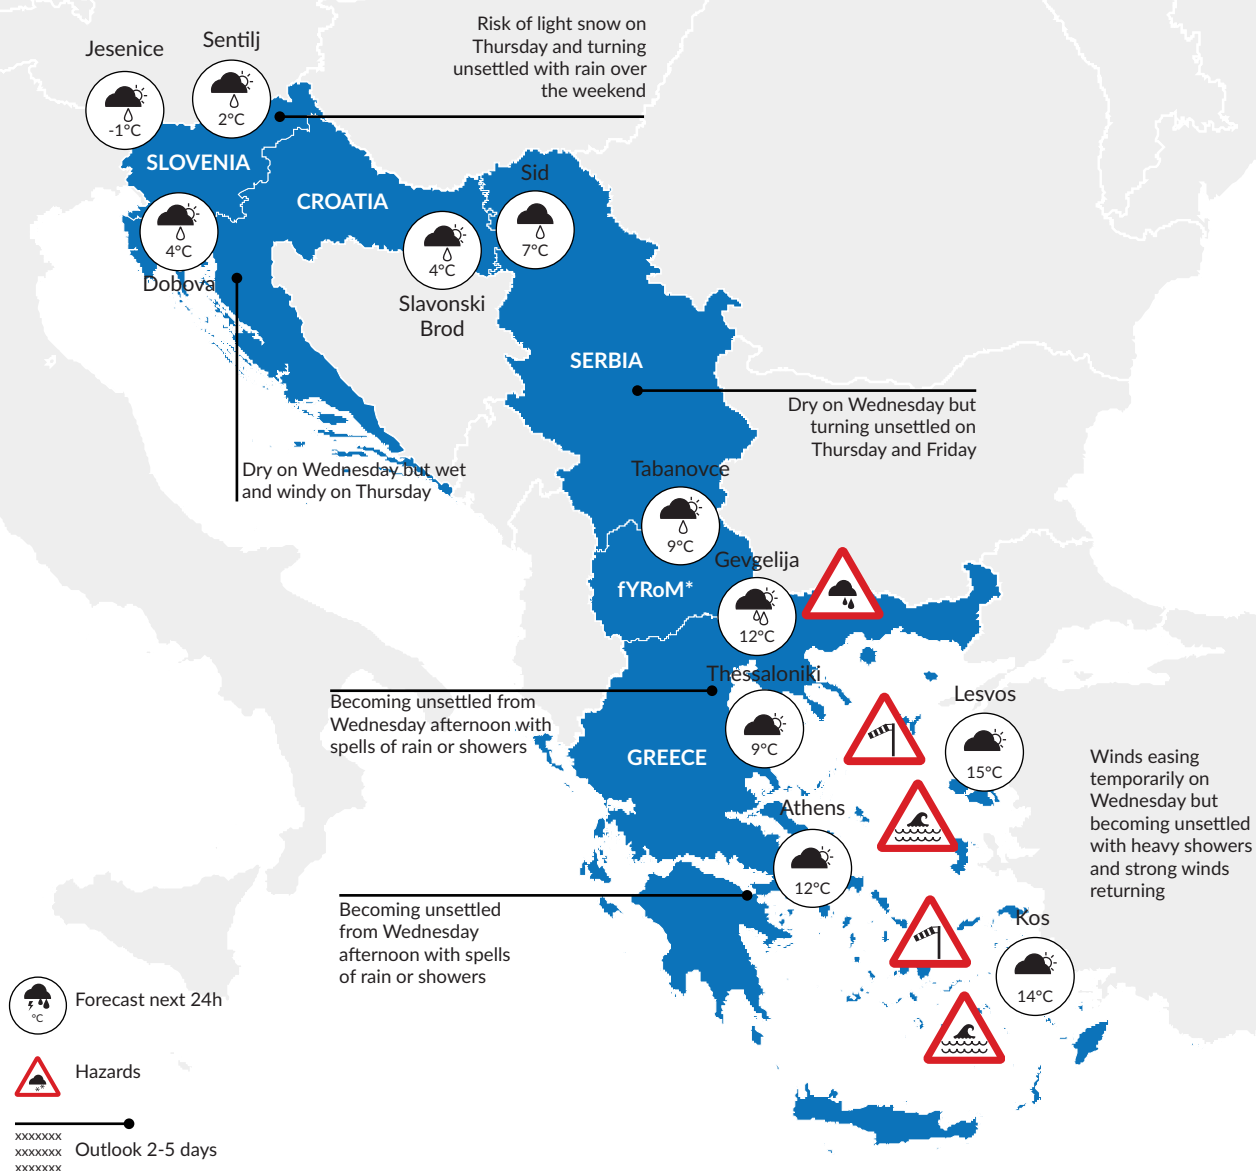 Risk of light snow on
Thursday and turning
unsettled with rain over
the weekend
Jesenice
-1°C
Sentilj
2°C
SLOVENIA
CROATIA
Sid
7°C
4°C
Dobova
4°C
Slavonski
Brod
SERBIA
Dry on Wednesday but
turning unsettled on
Thursday and Friday
Dry on Wednesday but wet
and windy on Thursday
Tabanovce
9°C
Gevgelija
12°C
fYRoM*
Thessaloniki
9°C
Becoming unsettled from
Wednesday afternoon with
spells of rain or showers
GREECE
Lesvos
15°C
Winds easing
temporarily on
Wednesday but
becoming unsettled
with heavy showers
and strong winds
returning
Athens
12°C
Becoming unsettled
from Wednesday
afternoon with spells
of rain or showers
Kos
14°C
°C
Forecast next 24h
Hazards
xxxxxxx
xxxxxxx
xxxxxxx
Outlook 2-5 days